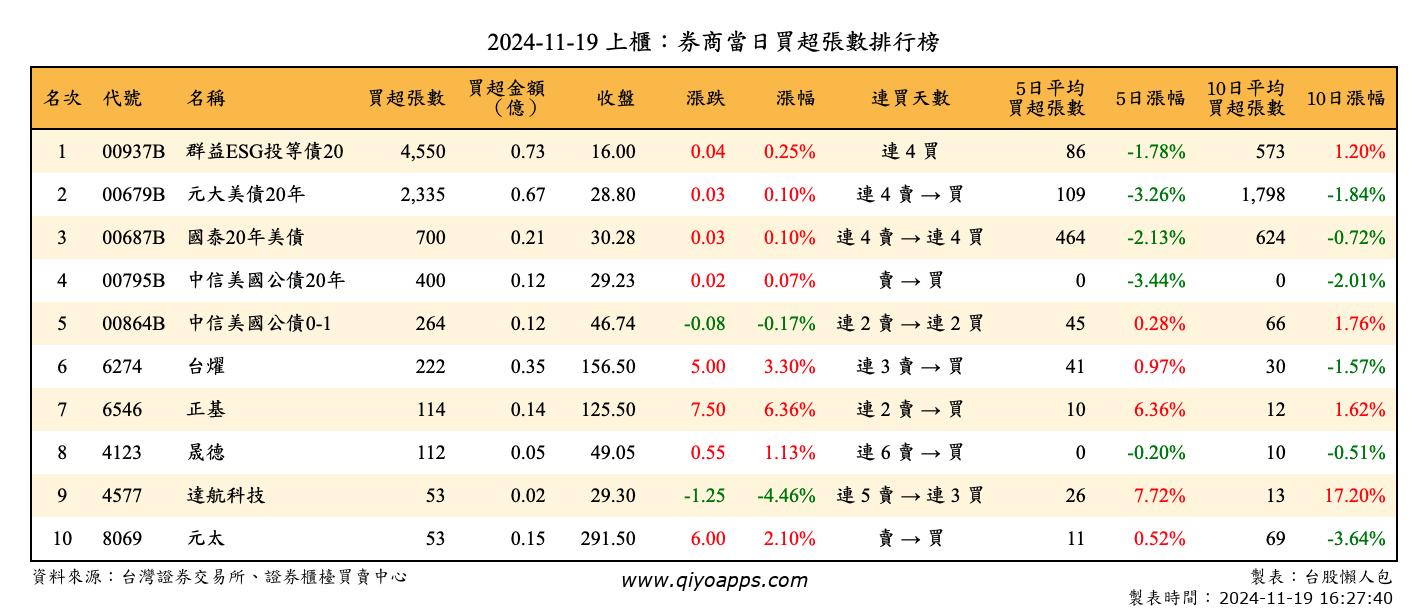 2024-11-19 上櫃：券商當日買超張數排行榜
名次 代號 名稱 買超張數 買超金額（億） 收盤 漲跌 漲幅 連買天數 5日平均買超張數 5日漲幅 10日平均買超張數 10日漲幅
1 00937B 群益ESG投等債20 4,550 0.73 16.00 0.04 0.25% 連 4 買 86 -1.78% 573 1.20%
2 00679B 元大美債20年 2,335 0.67 28.80 0.03 0.10% 連 4 賣 → 買 109 -3.26% 1,798 -1.84%
3 00687B 國泰20年美債 700 0.21 30.28 0.03 0.10% 連 4 賣 → 連 4 買 464 -2.13% 624 -0.72%
4 00795B 中信美國公債20年 400 0.12 29.23 0.02 0.07% 賣 → 買 0 -3.44% 0 -2.01%
5 00864B 中信美國公債0-1 264 0.12 46.74 -0.08 -0.17% 連 2 賣 → 連 2 買 45 0.28% 66 1.76%
6 6274 台燿 222 0.35 156.50 5.00 3.30% 連 3 賣 → 買 41 0.97% 30 -1.57%
7 6546 正基 114 0.14 125.50 7.50 6.36% 連 2 賣 → 買 10 6.36% 12 1.62%
8 4123 晟德 112 0.05 49.05 0.55 1.13% 連 6 賣 → 買 0 -0.20% 10 -0.51%
9 4577 達航科技 53 0.02 29.30 -1.25 -4.46% 連 5 賣 → 連 3 買 26 7.72% 13 17.20%
10 8069 元太 53 0.15 291.50 6.00 2.10% 賣 → 買 11 0.52% 69 -3.64%
資料來源：台灣證券交易所、證券櫃檯買賣中心 www.qiyoapps.com 製表：台股懶人包
製表時間：2024-11-19 16:27:40